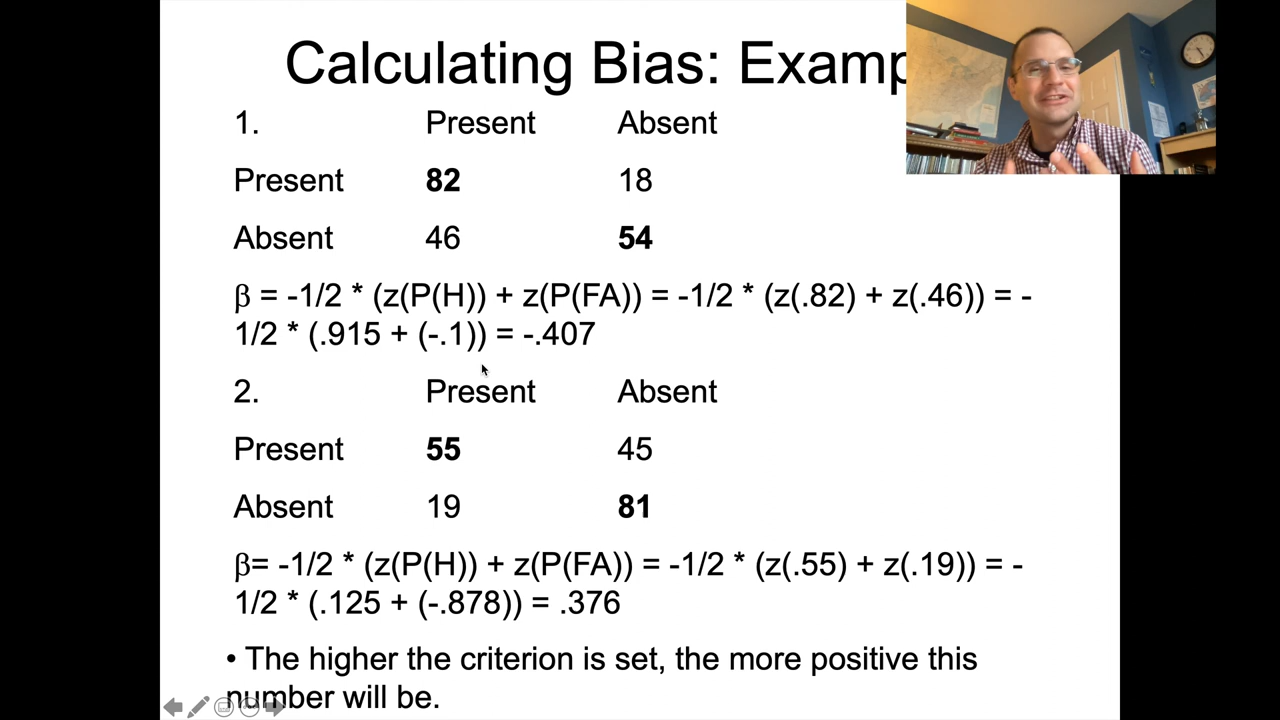 Calculating Bias: Examp
1. Present Absent
Present 82 18
Absent 46 54
β = -1/2 * (z(P(H)) + z(P(FA)) = -1/2 * (z(.82) + z(.46)) = -
1/2 * (.915 + (-.1)) = -.407
2. Present Absent
Present 55 45
Absent 19 81
β= -1/2 * (z(P(H)) + z(P(FA)) = -1/2 * (z(.55) + z(.19)) = -
1/2 * (.125 + (-.878)) = .376
• The higher the criterion is set, the more positive this
number will be.